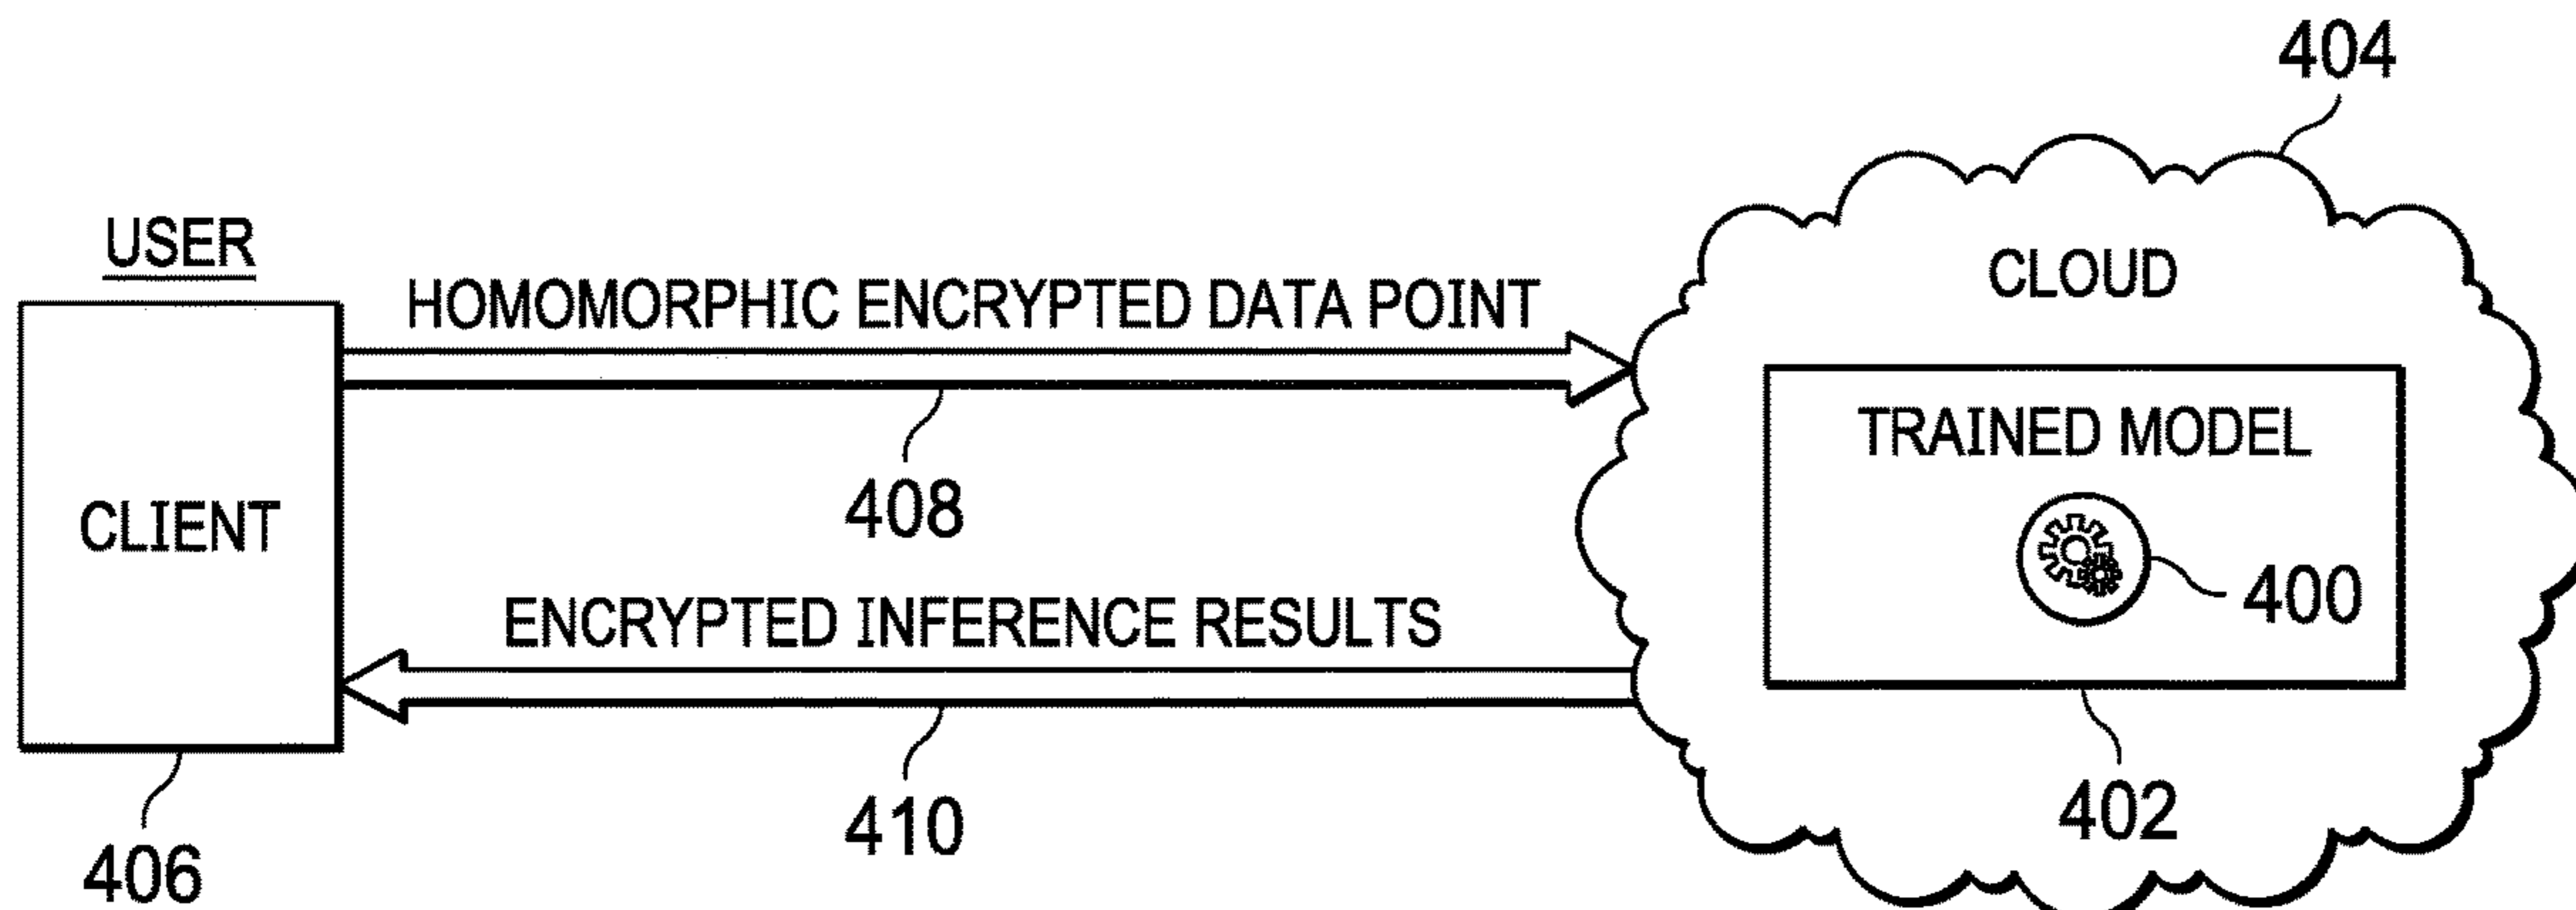 404
USER
CLOUD
HOMOMORPHIC ENCRYPTED DATA POINT
TRAINED MODEL
CLIENT
408
400
ENCRYPTED INFERENCE RESULTS
402
410
406